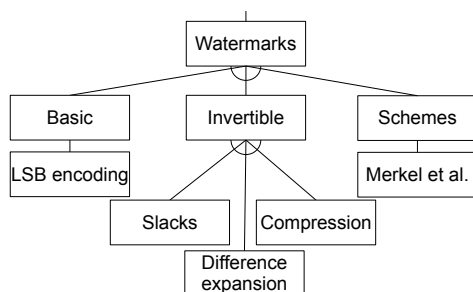 Watermarks
Basic
Invertible
Schemes
LSB encoding
Merkel et al.
Slacks
Compression
Difference
expansion